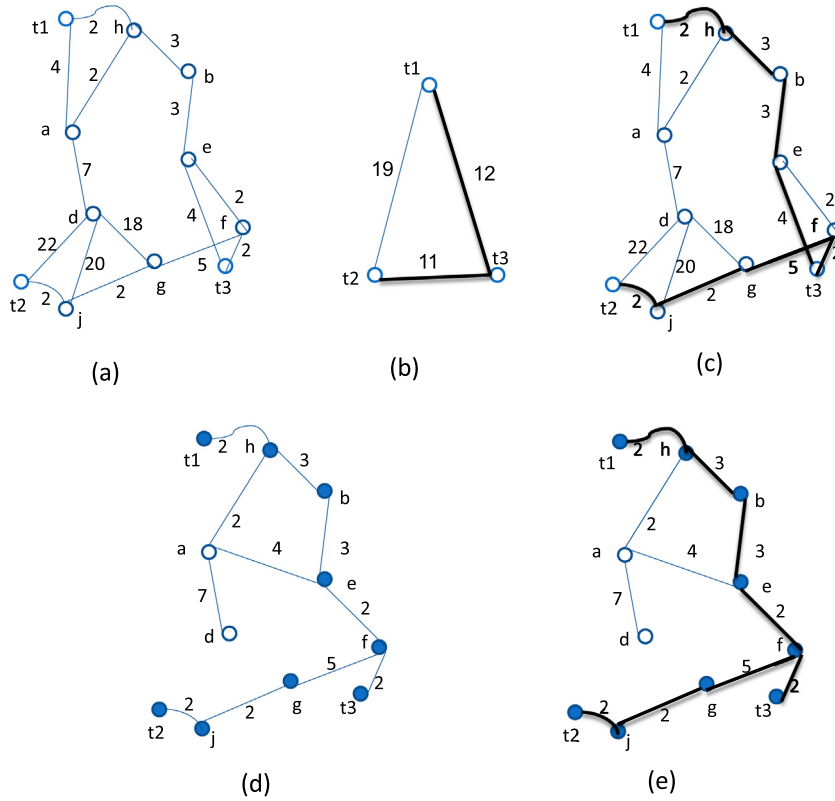 t1 2 h
3
4 2 b
3
a e
7 2
d 18 4 f
22 20 5 2
t2 2 2 g t3
j
(a)
t1
19 12
t2 11 t3
(b)
t1 2 h
3
4 2 b
3
a e
7 2
d 18 4 f
22 20 5 2
t2 2 2 g t3
j
(c)
t1 2 h 3
b
2
a 4 3
e
7 2
d f
5 2
t2 2 2 g t3
j
(d)
t1 2 h 3
b
2
a 4 3
e
7 2
d f
5 2
t2 2 2 g t3
j
(e)